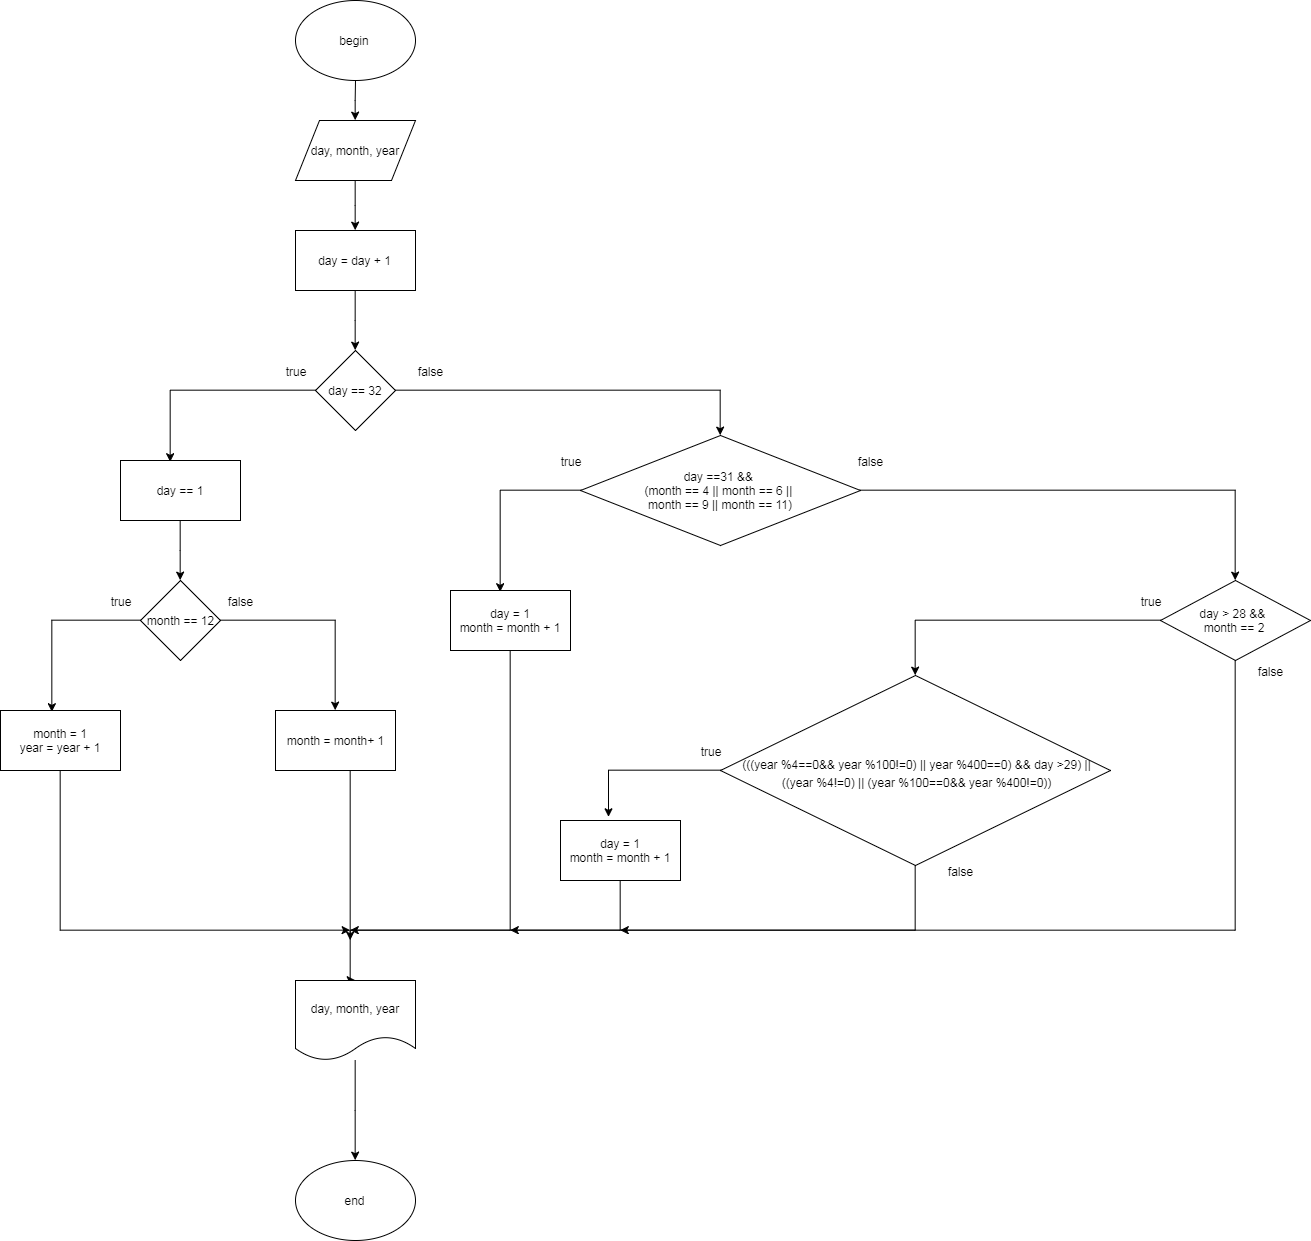 begin
day, month, year
day = day + 1
true
false
day == 32
true
false
day ==31 &&
(month == 4 || month == 6 ||
month == 9 || month == 11)
day == 1
true
false
month == 12
day = 1
month = month + 1
true
day > 28 &&
month == 2
false
month = 1
year = year + 1
month = month+ 1
true
(((year %4==0&& year %100!=0) || year %400==0) && day >29) ||
((year %4!=0) || (year %100==0&& year %400!=0))
day = 1
month = month + 1
false
day, month, year
end